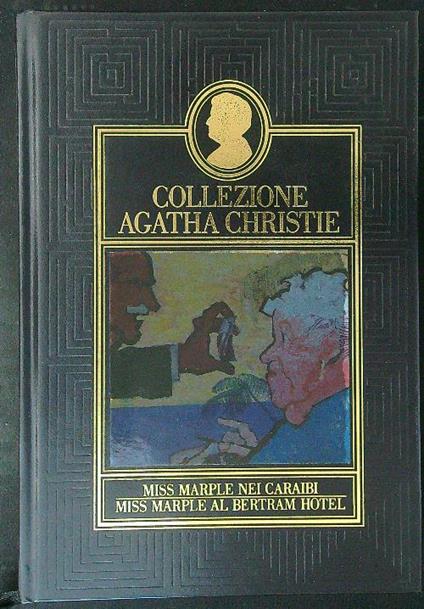 COLLEZIONE
AGATHA CHRISTIE
MISS MARPLE NEI CARAIBI
MISS MARPLE AL BERTRAM HOTEL